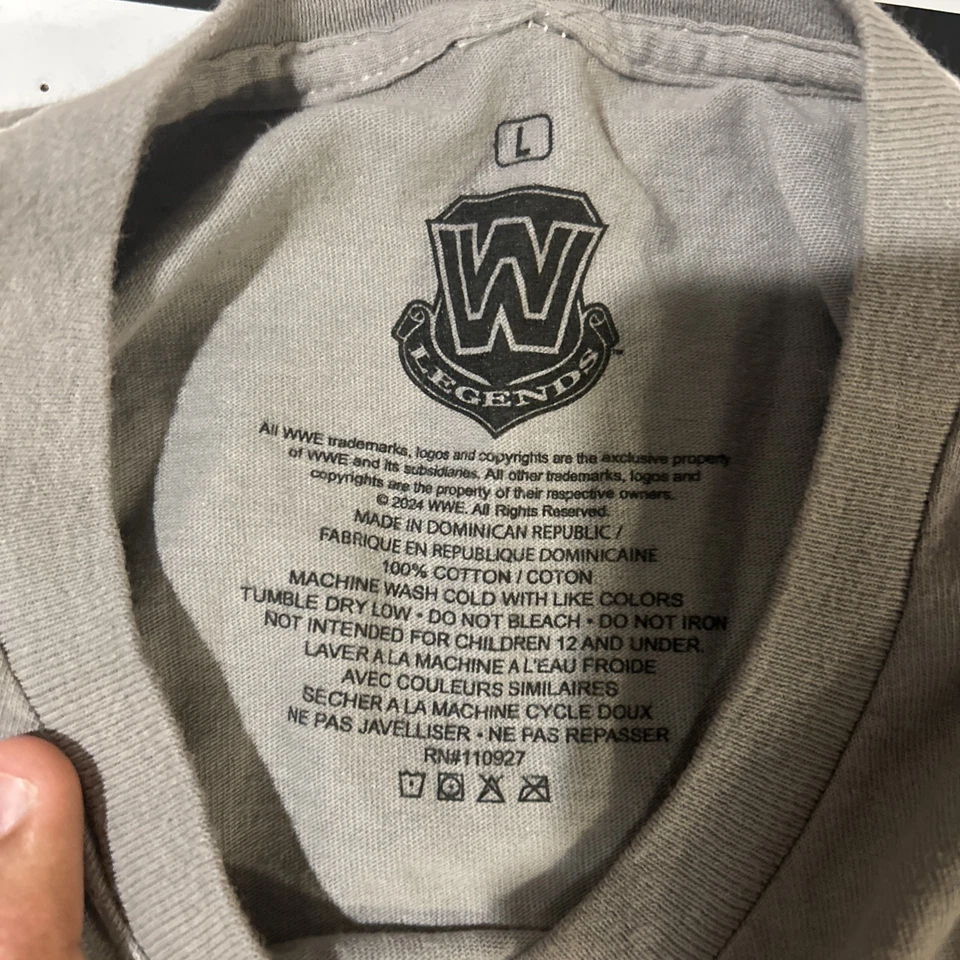 L
W
LEGENDS
™
All WWE trademarks, logos and copyrights are the exclusive property
of WWE and its subsidiaries. All other trademarks, logos and
copyrights are the property of their respective owners.
© 2024 WWE. All Rights Reserved.
MADE IN DOMINICAN REPUBLIC /
FABRIQUE EN REPUBLIQUE DOMINICAINE
100% COTTON / COTON
MACHINE WASH COLD WITH LIKE COLORS
TUMBLE DRY LOW • DO NOT BLEACH • DO NOT IRON
NOT INTENDED FOR CHILDREN 12 AND UNDER.
LAVER A LA MACHINE A L'EAU FROIDE
AVEC COULEURS SIMILAIRES
SECHER A LA MACHINE CYCLE DOUX
NE PAS JAVELLISER • NE PAS REPASSER
RN#110927